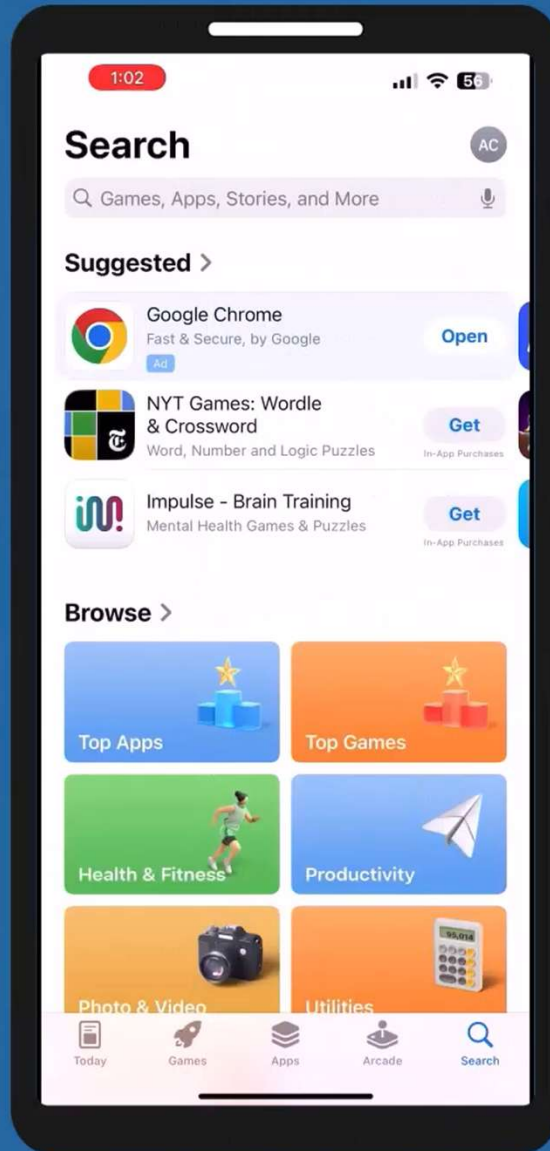 1:02
56
Search
AC
Games, Apps, Stories, and More
Suggested
Google Chrome
Fast & Secure, by Google
Ad
Open
NYT Games: Wordle
& Crossword
Word, Number and Logic Puzzles
Get
In-App Purchases
Impulse - Brain Training
Mental Health Games & Puzzles
Get
In-App Purchases
Browse
Top Apps
Top Games
Health & Fitness
Productivity
95,014
Photo & Video
Utilities
Today
Games
Apps
Arcade
Search